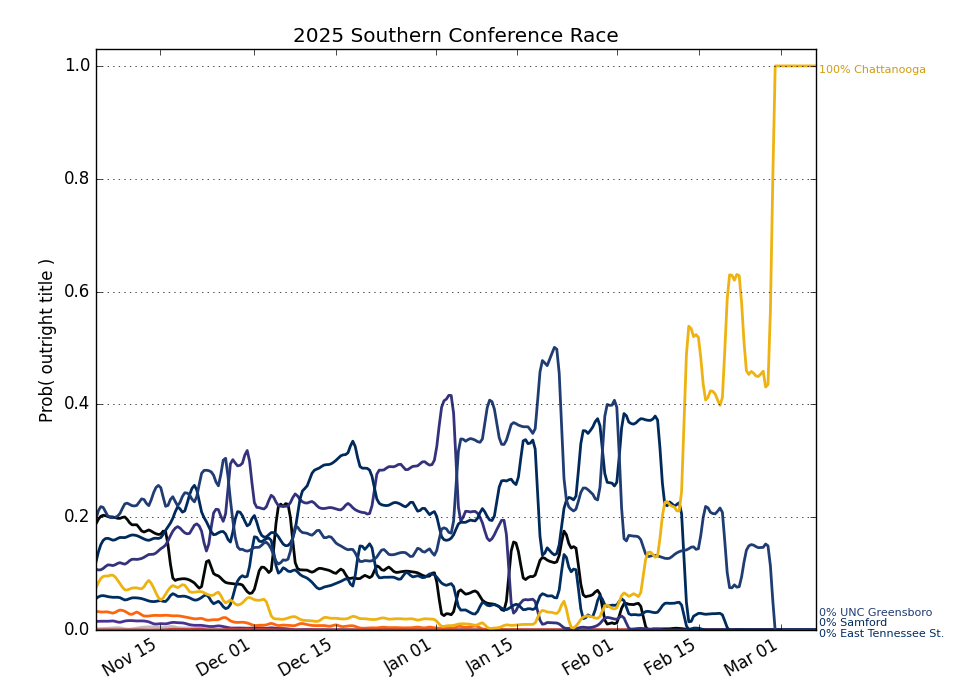 2025 Southern Conference Race
1.0
0.8
0.6
0.4
0.2
0.0
Prob( outright title )
Nov 15
Dec 01
Dec 15
Jan 01
Jan 15
Feb 01
Feb 15
Mar 01
100% Chattanooga
0% UNC Greensboro
0% Samford
0% East Tennessee St.